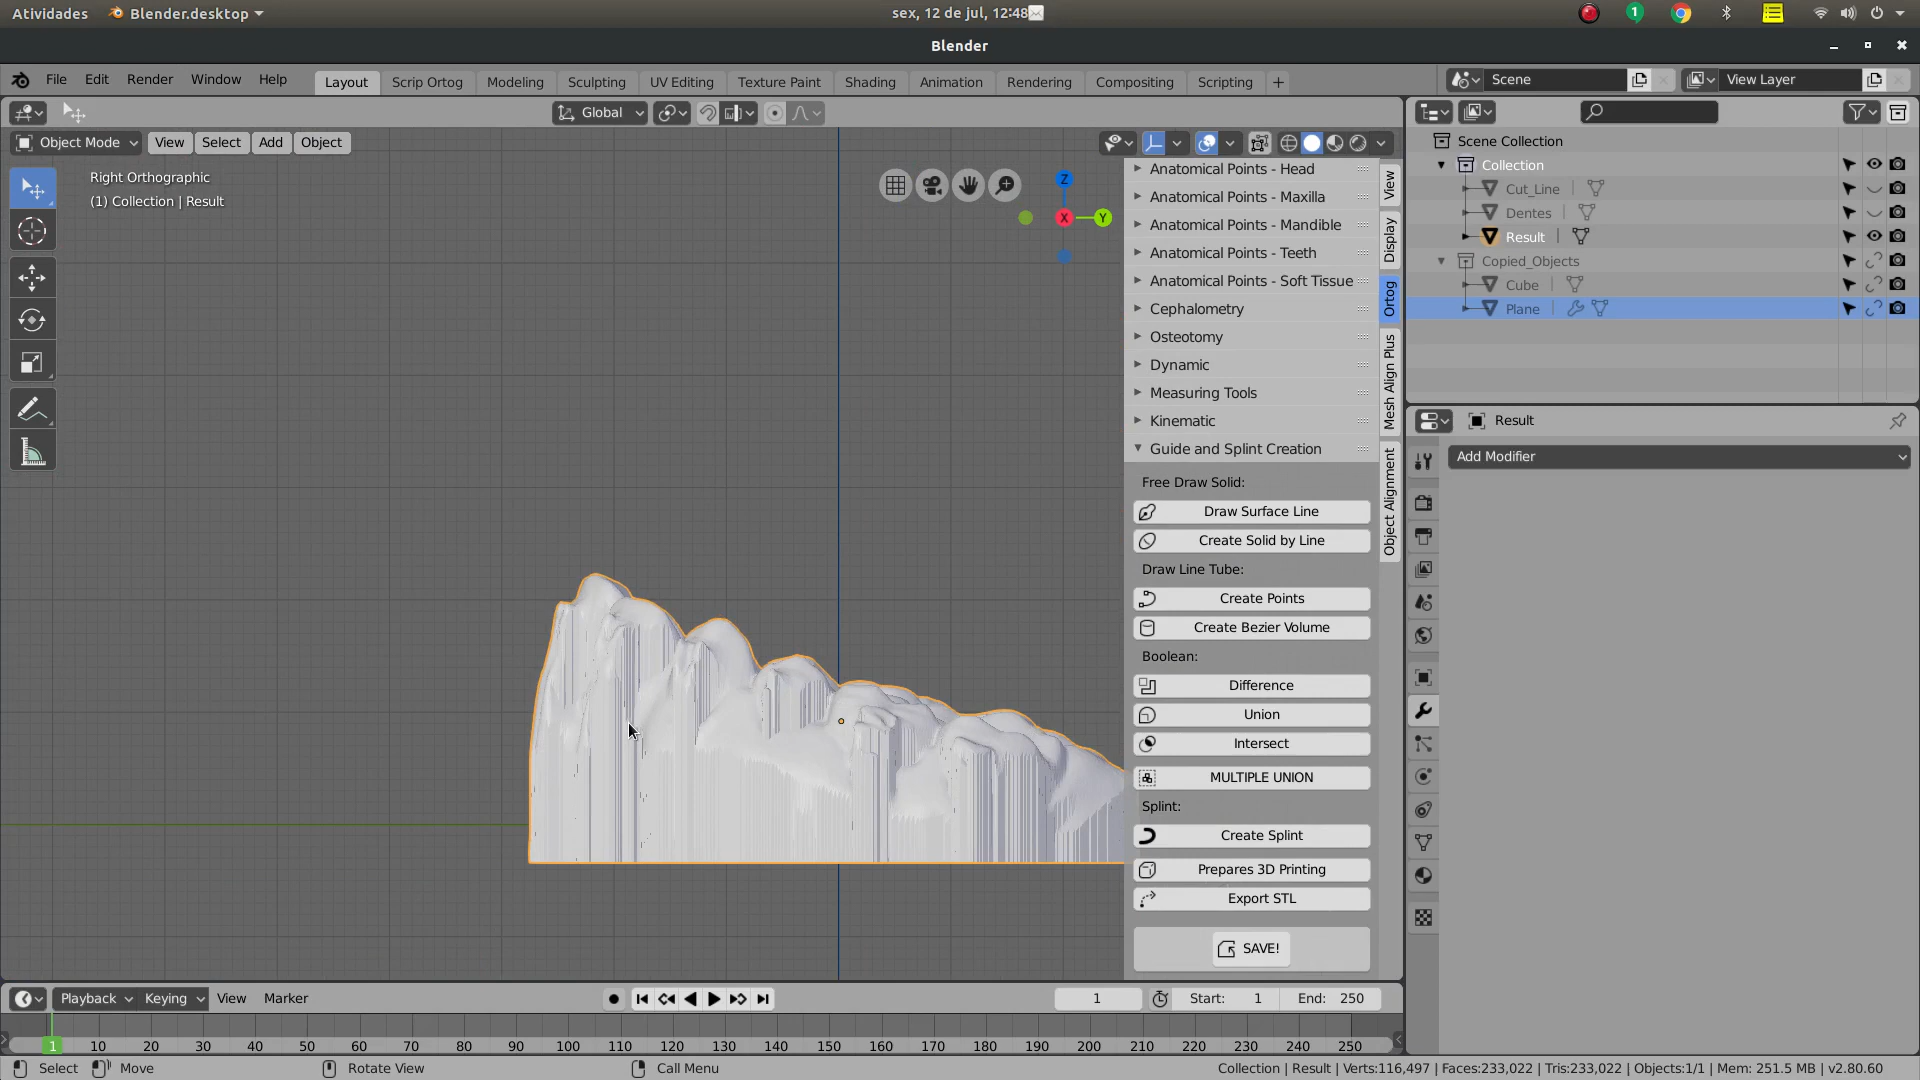 Atividades Blender.desktop sex, 12 de jul, 12:48 1
Blender
File Edit Render Window Help Layout Scrip Ortog Modeling Sculpting UV Editing Texture Paint Shading Animation Rendering Compositing Scripting + Scene View Layer
Global
Object Mode View Select Add Object
Right Orthographic
(1) Collection | Result
Z
X
Y
Anatomical Points - Head
Anatomical Points - Maxilla
Anatomical Points - Mandible
Anatomical Points - Teeth
Anatomical Points - Soft Tissue
Cephalometry
Osteotomy
Dynamic
Measuring Tools
Kinematic
Guide and Splint Creation
Free Draw Solid:
Draw Surface Line
Create Solid by Line
Draw Line Tube:
Create Points
Create Bezier Volume
Boolean:
Difference
Union
Intersect
MULTIPLE UNION
Splint:
Create Splint
Prepares 3D Printing
Export STL
SAVE!
View
Display
Ortog
Mesh Align Plus
Object Alignment
Scene Collection
Collection
Cut_Line
Dentes
Result
Copied_Objects
Cube
Plane
Result
Add Modifier
Playback Keying View Marker 1 Start: 1 End: 250
1 10 20 30 40 50 60 70 80 90 100 110 120 130 140 150 160 170 180 190 200 210 220 230 240 250
Select Move Rotate View Call Menu Collection | Result | Verts:116,497 | Faces:233,022 | Tris:233,022 | Objects:1/1 | Mem: 251.5 MB | v2.80.60